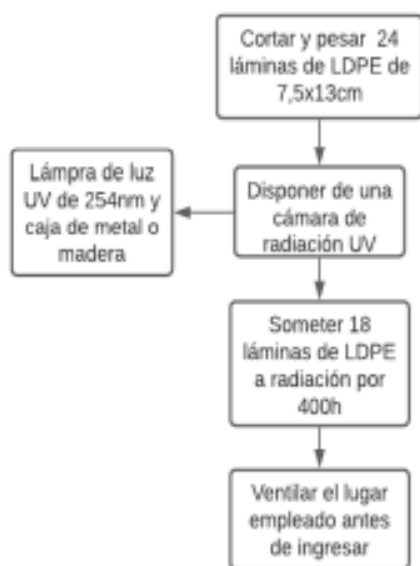 Cortar y pesar 24
láminas de LDPE de
7,5x13cm
Lámpra de luz
UV de 254nm y
caja de metal o
madera
Disponer de una
cámara de
radiación UV
Someter 18
láminas de LDPE
a radiación por
400h
Ventilar el lugar
empleado antes
de ingresar